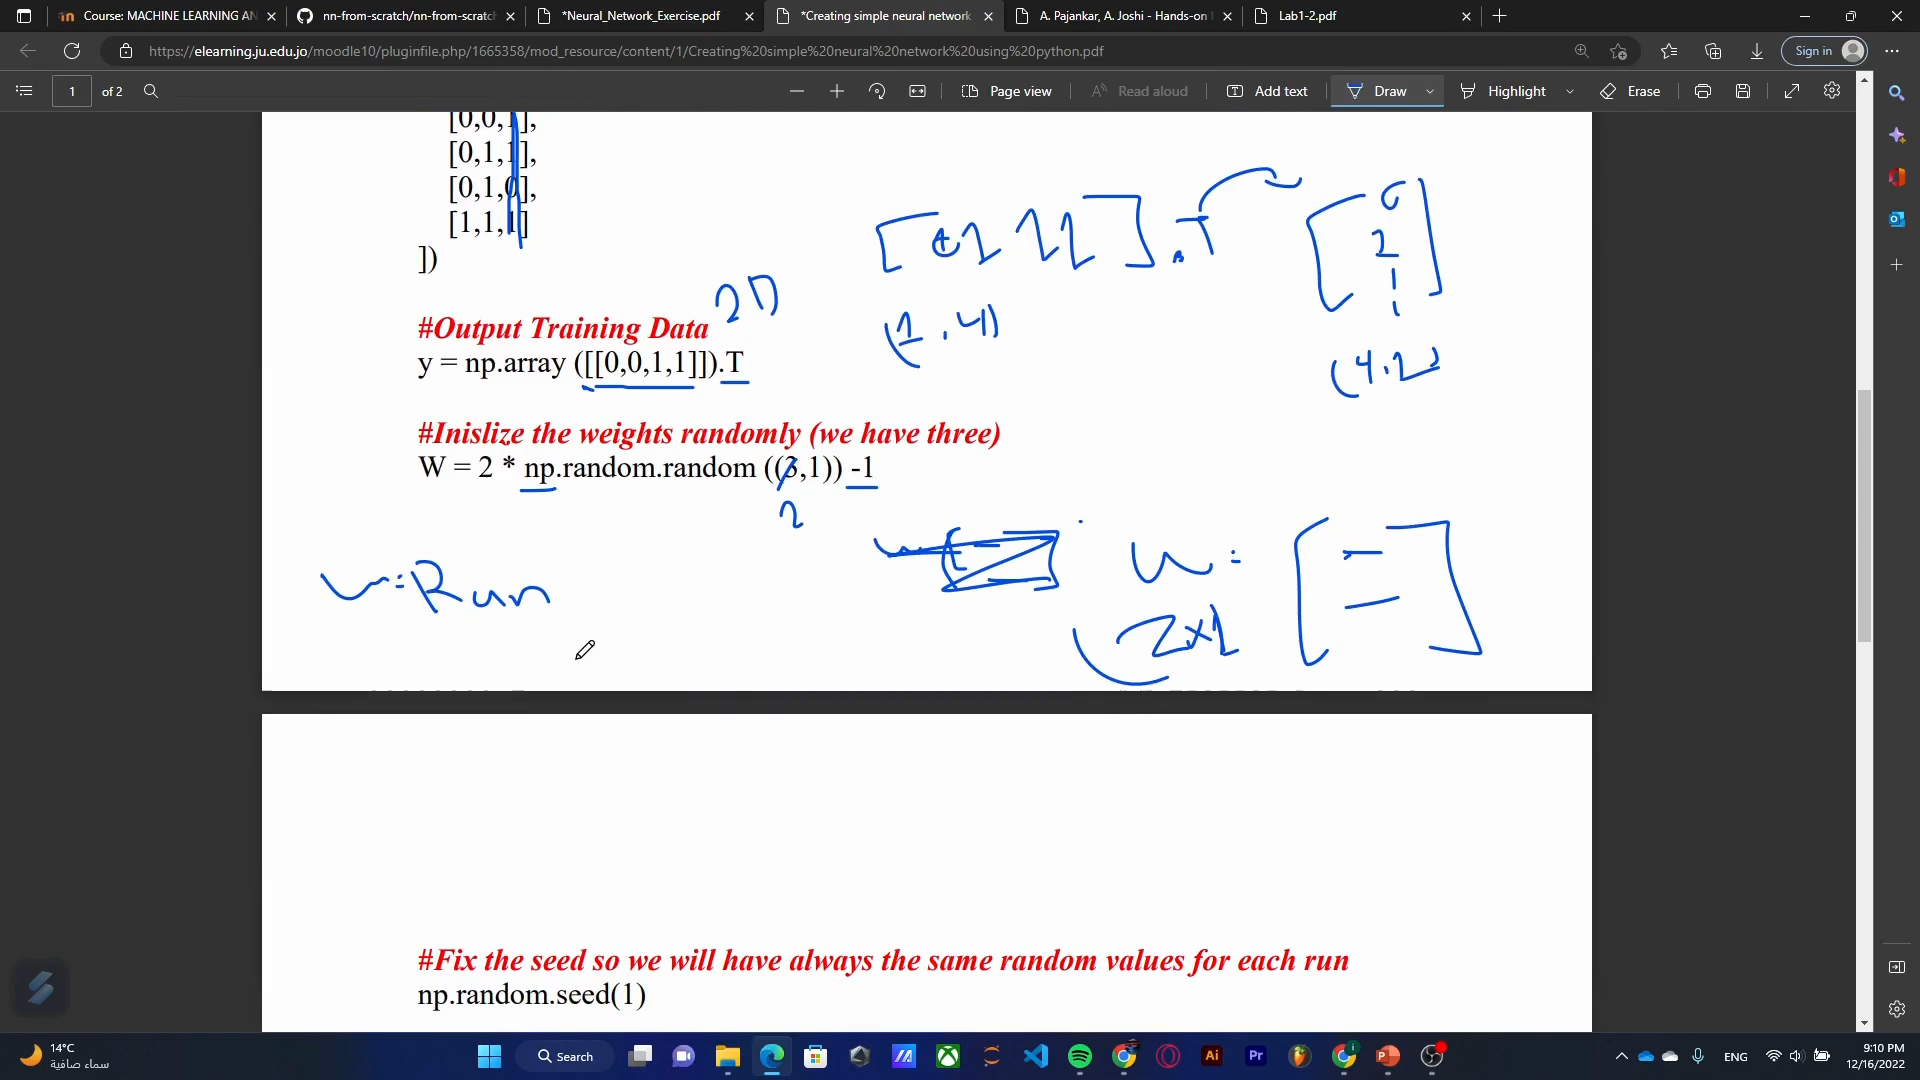 Course: MACHINE LEARNING AN
nn-from-scratch/nn-from-scratc
*Neural_Network_Exercise.pdf
*Creating simple neural network
A. Pajankar, A. Joshi - Hands-on
Lab1-2.pdf
https://elearning.ju.edu.jo/moodle10/pluginfile.php/1665358/mod_resource/content/1/Creating%20simple%20neural%20network%20using%20python.pdf
Sign in
1 of 2
Page view
Read aloud
Add text
Draw
Highlight
Erase
[0,0,1],
[0,1,1],
[0,1,0],
[1,1,1]
])
.T
2D
(1,4)
#Output Training Data
y = np.array ([[0,0,1,1]]).T
#Inislize the weights randomly (we have three)
W = 2 * np.random.random ((3,1)) -1
2
w=Run
w=
2x1
#Fix the seed so we will have always the same random values for each run
np.random.seed(1)
14°C
سماء صافية
Search
ENG
9:10 PM
12/16/2022